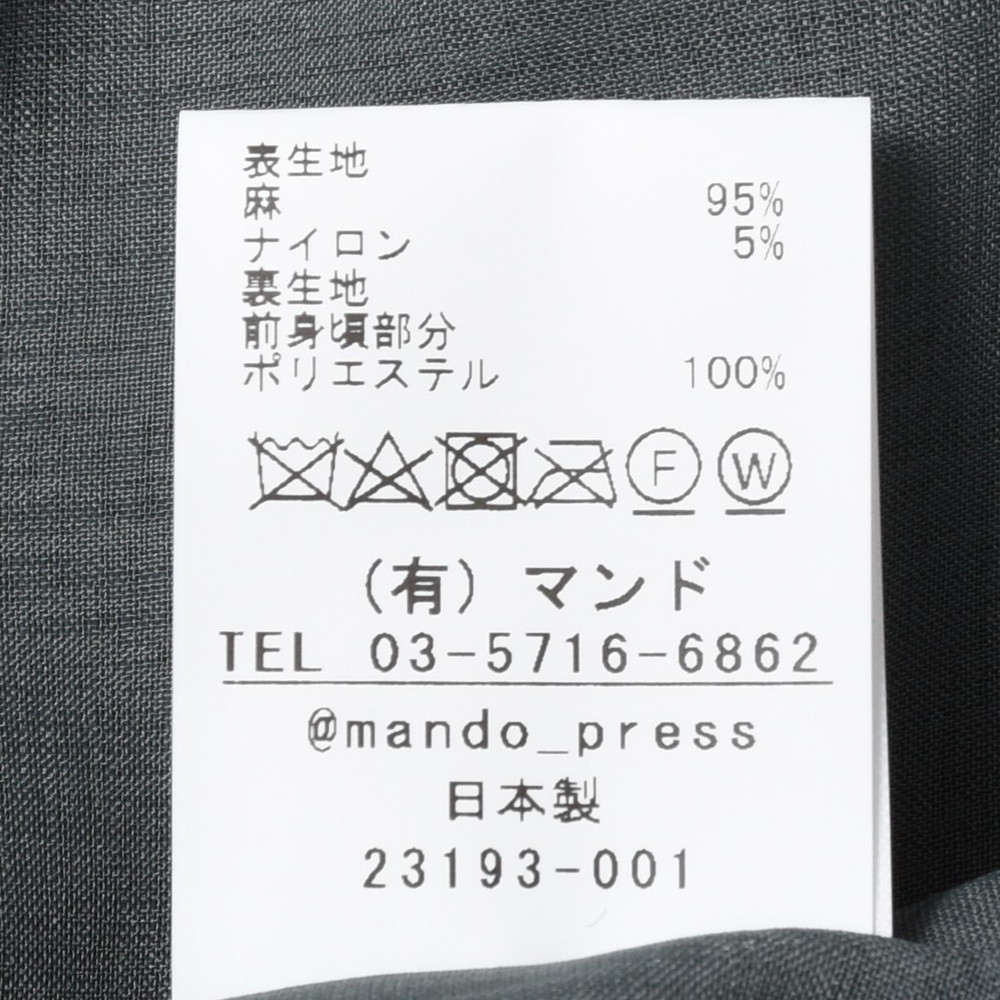 表生地
麻 95%
ナイロン 5%
裏生地
前身頃部分
ポリエステル 100%
F W
(有) マンド
TEL 03-5716-6862
@mando_press
日本製
23193-001